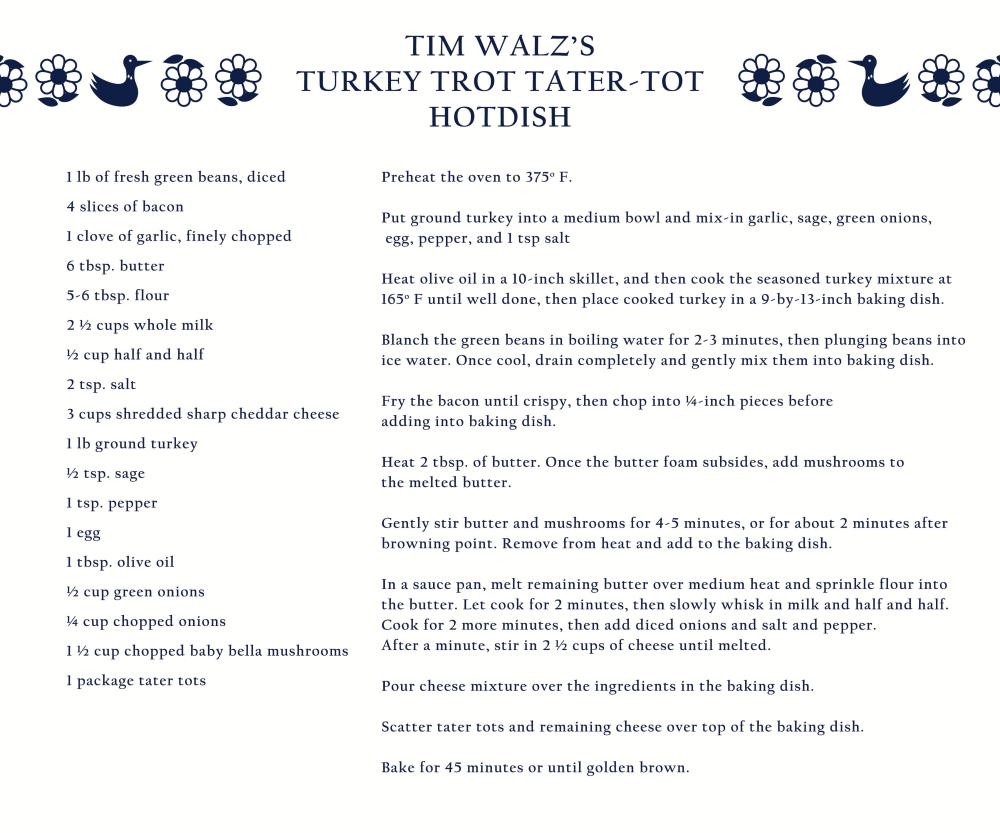 TIM WALZ'S
TURKEY TROT TATER-TOT
HOTDISH
1 lb of fresh green beans, diced
4 slices of bacon
1 clove of garlic, finely chopped
6 tbsp. butter
5-6 tbsp. flour
2 ½ cups whole milk
½ cup half and half
2 tsp. salt
3 cups shredded sharp cheddar cheese
1 lb ground turkey
½ tsp. sage
1 tsp. pepper
1 egg
1 tbsp. olive oil
½ cup green onions
¼ cup chopped onions
1 ½ cup chopped baby bella mushrooms
1 package tater tots
Preheat the oven to 375º F.
Put ground turkey into a medium bowl and mix-in garlic, sage, green onions,
egg, pepper, and 1 tsp salt
Heat olive oil in a 10-inch skillet, and then cook the seasoned turkey mixture at
165º F until well done, then place cooked turkey in a 9-by-13-inch baking dish.
Blanch the green beans in boiling water for 2-3 minutes, then plunging beans into
ice water. Once cool, drain completely and gently mix them into baking dish.
Fry the bacon until crispy, then chop into ¼-inch pieces before
adding into baking dish.
Heat 2 tbsp. of butter. Once the butter foam subsides, add mushrooms to
the melted butter.
Gently stir butter and mushrooms for 4-5 minutes, or for about 2 minutes after
browning point. Remove from heat and add to the baking dish.
In a sauce pan, melt remaining butter over medium heat and sprinkle flour into
the butter. Let cook for 2 minutes, then slowly whisk in milk and half and half.
Cook for 2 more minutes, then add diced onions and salt and pepper.
After a minute, stir in 2 ½ cups of cheese until melted.
Pour cheese mixture over the ingredients in the baking dish.
Scatter tater tots and remaining cheese over top of the baking dish.
Bake for 45 minutes or until golden brown.